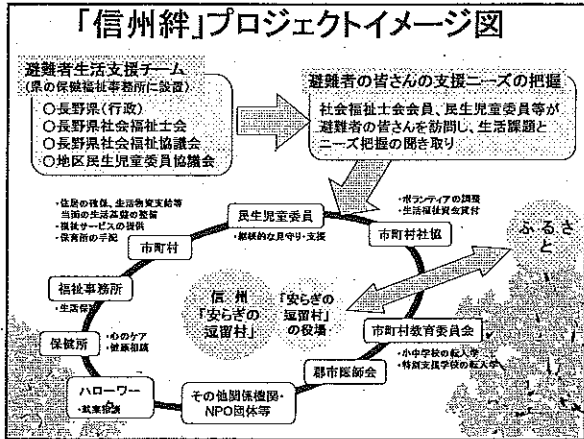 「信州絆」プロジェクトイメージ図
避難者生活支援チーム
(県の保健福祉事務所に設置)
○長野県(行政)
○長野県社会福祉士会
○長野県社会福祉協議会
○地区民生児童委員協議会
避難者の皆さんの支援ニーズの把握
社会福祉士会会員、民生児童委員等が
避難者の皆さんを訪問し、生活課題と
ニーズ把握の聞き取り
・住居の確保、生活物資支給等
当面の生活基盤の整備
・福祉サービスの提供
・保育所の手配
市町村
民生児童委員
・継続的な見守り・支援
・ボランティアの調整
・生活福祉資金貸付
市町村社協
ふるさ
と
福祉事務所
・生活保護
信州
「安らぎの
逗留村」
「安らぎの
逗留村」
の役場
保健所
・心のケア
・健康相談
市町村教育委員会
・小中学校の転入学
・特別支援学校の転入学
郡市医師会
ハローワー
ク
・就業相談
その他関係機関・
NPO団体等